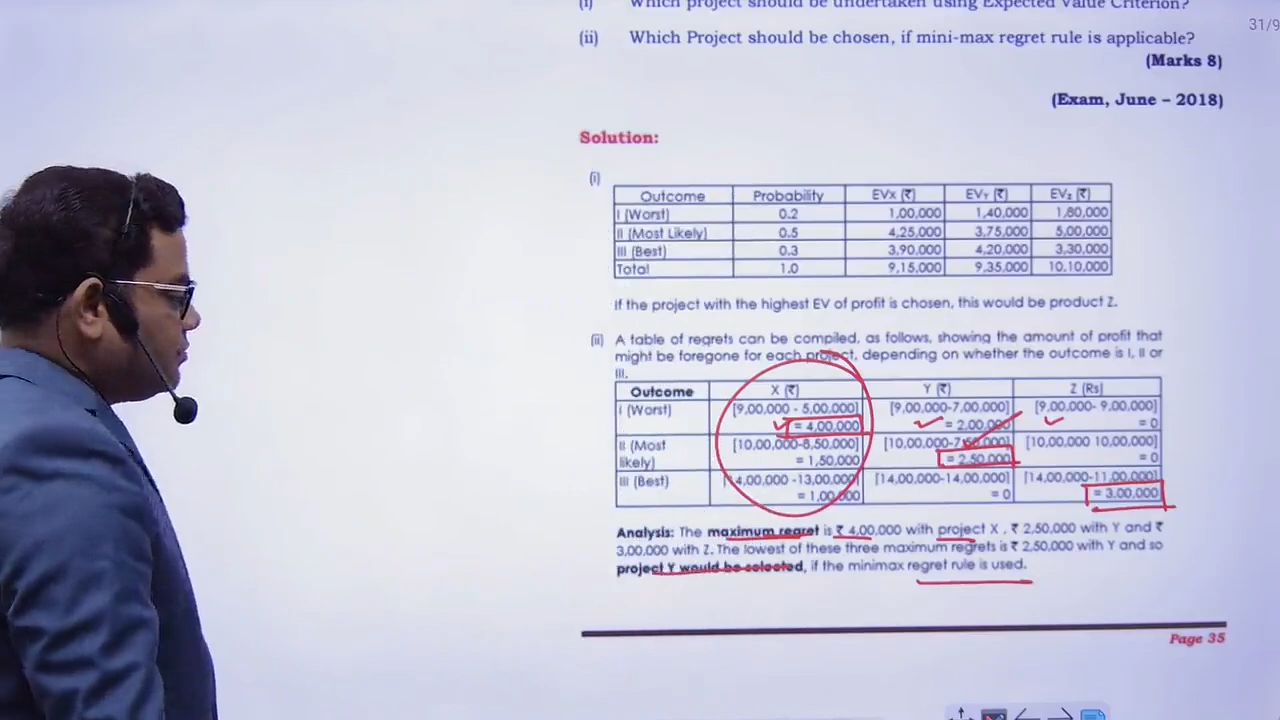 (i) Which project should be undertaken using Expected Value Criterion?
31/9
(ii) Which Project should be chosen, if mini-max regret rule is applicable?
(Marks 8)
(Exam, June – 2018)
Solution:
(i)
Outcome Probability EVX (₹) EVY (₹) EVZ (₹)
I (Worst) 0.2 1,00,000 1,40,000 1,80,000
II (Most Likely) 0.5 4,25,000 3,75,000 5,00,000
III (Best) 0.3 3,90,000 4,20,000 3,30,000
Total 1.0 9,15,000 9,35,000 10,10,000
If the project with the highest EV of profit is chosen, this would be product Z.
(ii) A table of regrets can be compiled, as follows, showing the amount of profit that
might be foregone for each project, depending on whether the outcome is I, II or
III.
Outcome X (₹) Y (₹) Z (Rs)
I (Worst) [9,00,000 - 5,00,000] [9,00,000-7,00,000] [9,00,000- 9,00,000]
= 4,00,000 = 2,00,000 = 0
II (Most [10,00,000-8,50,000] [10,00,000-7,50,000] [10,00,000 10,00,000]
likely) = 1,50,000 = 2,50,000 = 0
III (Best) [14,00,000 -13,00,000] [14,00,000-14,00,000] [14,00,000-11,00,000]
= 1,00,000 = 0 = 3,00,000
Analysis: The maximum regret is ₹ 4,00,000 with project X , ₹ 2,50,000 with Y and ₹
3,00,000 with Z. The lowest of these three maximum regrets is ₹ 2,50,000 with Y and so
project Y would be selected, if the minimax regret rule is used.
Page 35